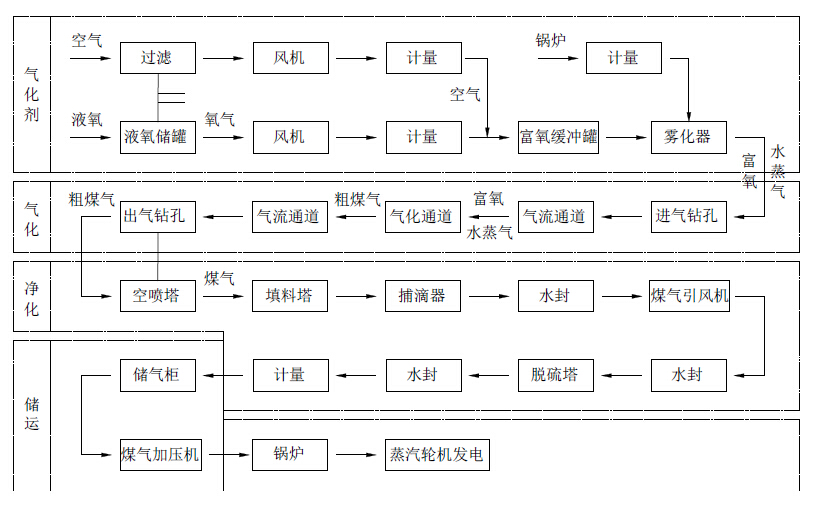 气化剂
空气
过滤
风机
计量
锅炉
计量
空气
液氧
液氧储罐
氧气
风机
计量
富氧缓冲罐
雾化器
富氧
水蒸气
气化
粗煤气
出气钻孔
气流通道
粗煤气
气化通道
富氧
水蒸气
气流通道
进气钻孔
净化
空喷塔
煤气
填料塔
捕滴器
水封
煤气引风机
储运
储气柜
计量
水封
脱硫塔
水封
煤气加压机
锅炉
蒸汽轮机发电